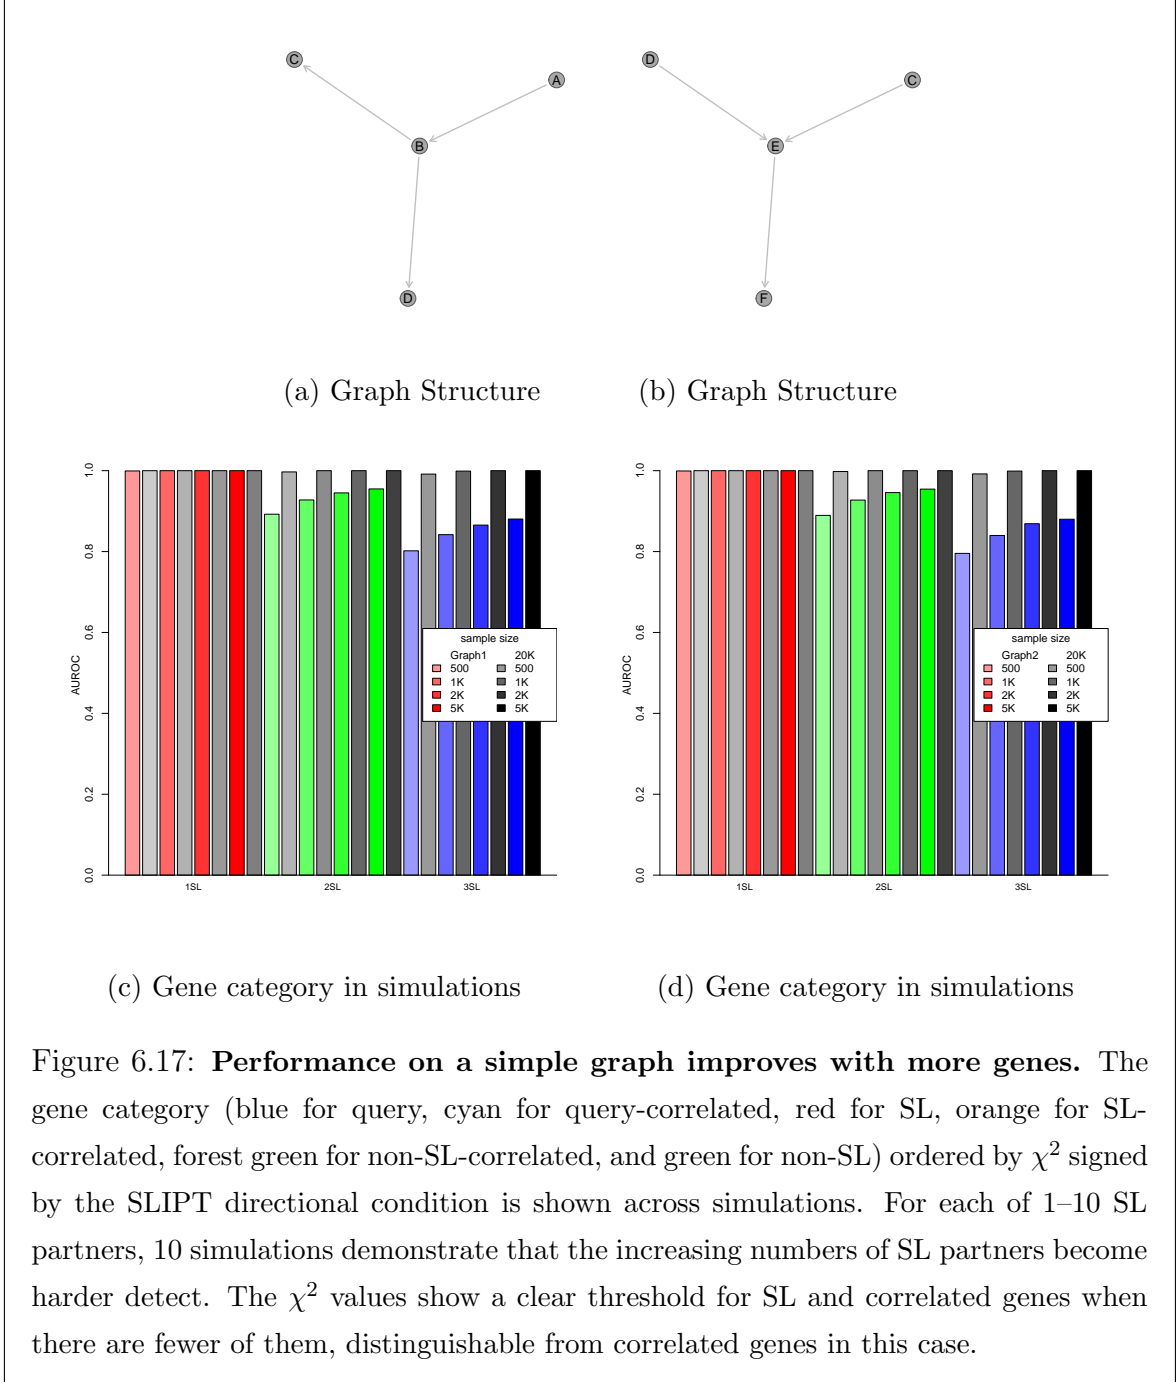 C
A
B
D
D
C
E
F
(a) Graph Structure
(b) Graph Structure
1.0
0.8
0.6
0.4
0.2
0.0
AUROC
1SL
2SL
3SL
sample size
Graph1 20K
500 500
1K 1K
2K 2K
5K 5K
1.0
0.8
0.6
0.4
0.2
0.0
AUROC
1SL
2SL
3SL
sample size
Graph2 20K
500 500
1K 1K
2K 2K
5K 5K
(c) Gene category in simulations
(d) Gene category in simulations
Figure 6.17: Performance on a simple graph improves with more genes. The
gene category (blue for query, cyan for query-correlated, red for SL, orange for SL-
correlated, forest green for non-SL-correlated, and green for non-SL) ordered by χ² signed
by the SLIPT directional condition is shown across simulations. For each of 1–10 SL
partners, 10 simulations demonstrate that the increasing numbers of SL partners become
harder detect. The χ² values show a clear threshold for SL and correlated genes when
there are fewer of them, distinguishable from correlated genes in this case.